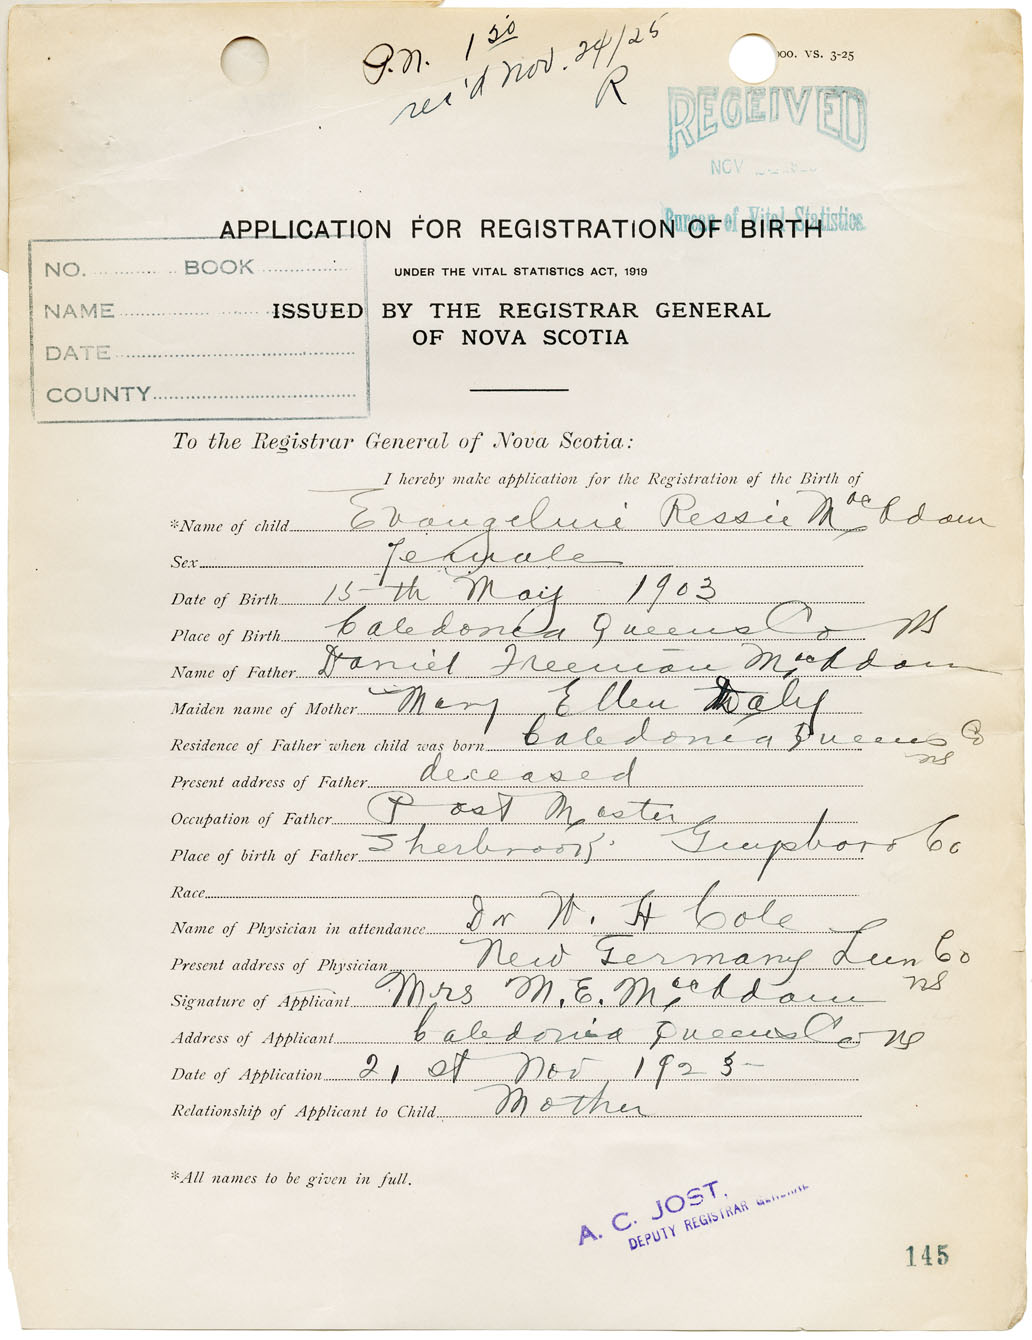 P.N. 1 50
rec'd Nov. 24/25
R
000. VS. 3-25
RECEIVED
NOV
Bureau of Vital Statistics
APPLICATION FOR REGISTRATION OF BIRTH
UNDER THE VITAL STATISTICS ACT, 1919
ISSUED BY THE REGISTRAR GENERAL
OF NOVA SCOTIA
NO. BOOK
NAME
DATE
COUNTY
To the Registrar General of Nova Scotia:
I hereby make application for the Registration of the Birth of
*Name of child Evangeline Ressie MacAdam
Sex Female
Date of Birth 15th May 1903
Place of Birth Caledonia Queens Co NS
Name of Father Daniel Freeman MacAdam
Maiden name of Mother Mary Ellen Daly
Residence of Father when child was born Caledonia Queens Co NS
Present address of Father deceased
Occupation of Father Post Master
Place of birth of Father Sherbrook Guysboro Co
Race
Name of Physician in attendance Dr W. H Cole
Present address of Physician New Germany Lun Co NS
Signature of Applicant Mrs M. E. MacAdam
Address of Applicant Caledonia Queens Co NS
Date of Application 21st Nov 1925
Relationship of Applicant to Child Mother
*All names to be given in full.
A. C. JOST,
DEPUTY REGISTRAR GENERAL
145